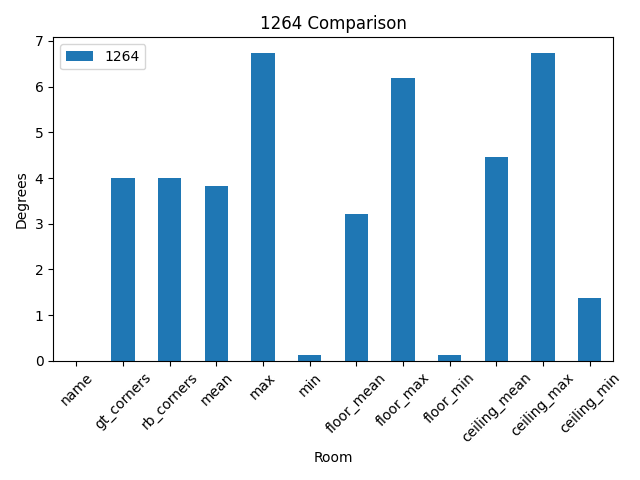 1264 Comparison
1264
Degrees
7
6
5
4
3
2
1
0
name
gt_corners
rb_corners
mean
max
min
floor_mean
floor_max
floor_min
ceiling_mean
ceiling_max
ceiling_min
Room